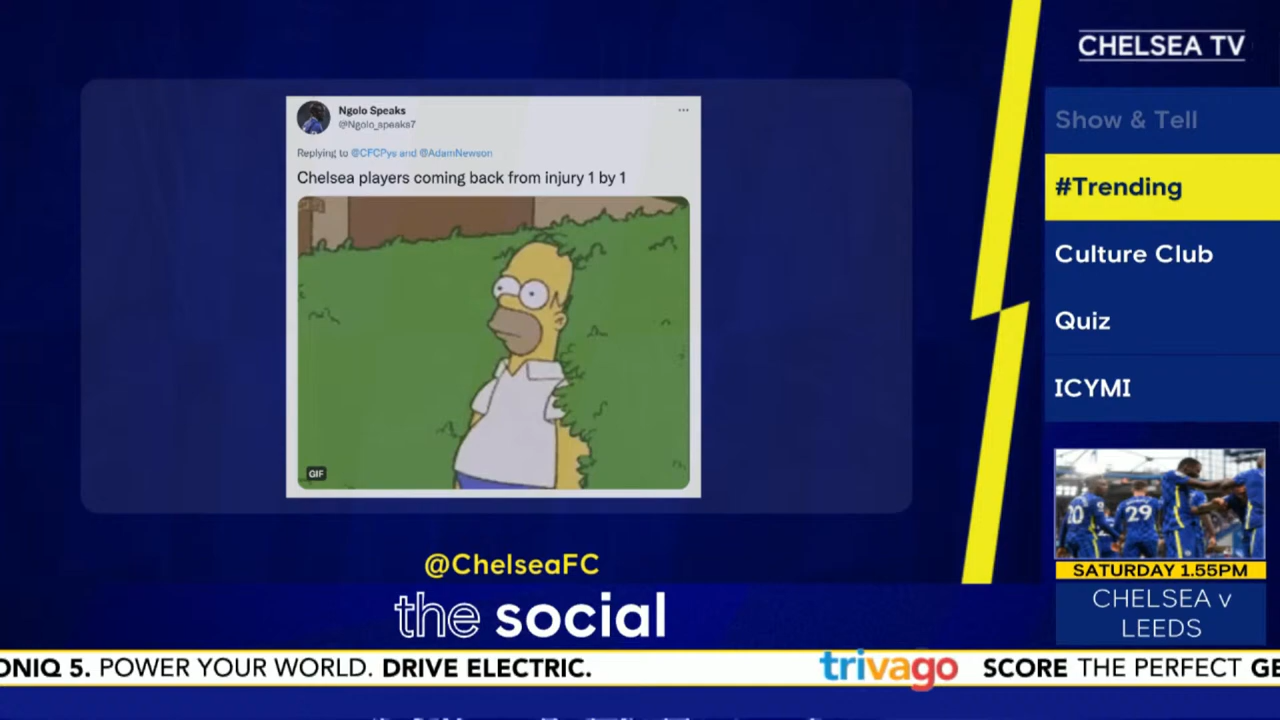 CHELSEA TV
Ngolo Speaks
@Ngolo_speaks7
Replying to @CFCPys and @AdamNewson
Chelsea players coming back from injury 1 by 1
GIF
Show & Tell
#Trending
Culture Club
Quiz
ICYMI
20
29
SATURDAY 1.55PM
CHELSEA v
LEEDS
@ChelseaFC
the social
ONIQ 5. POWER YOUR WORLD. DRIVE ELECTRIC. trivago SCORE THE PERFECT GE